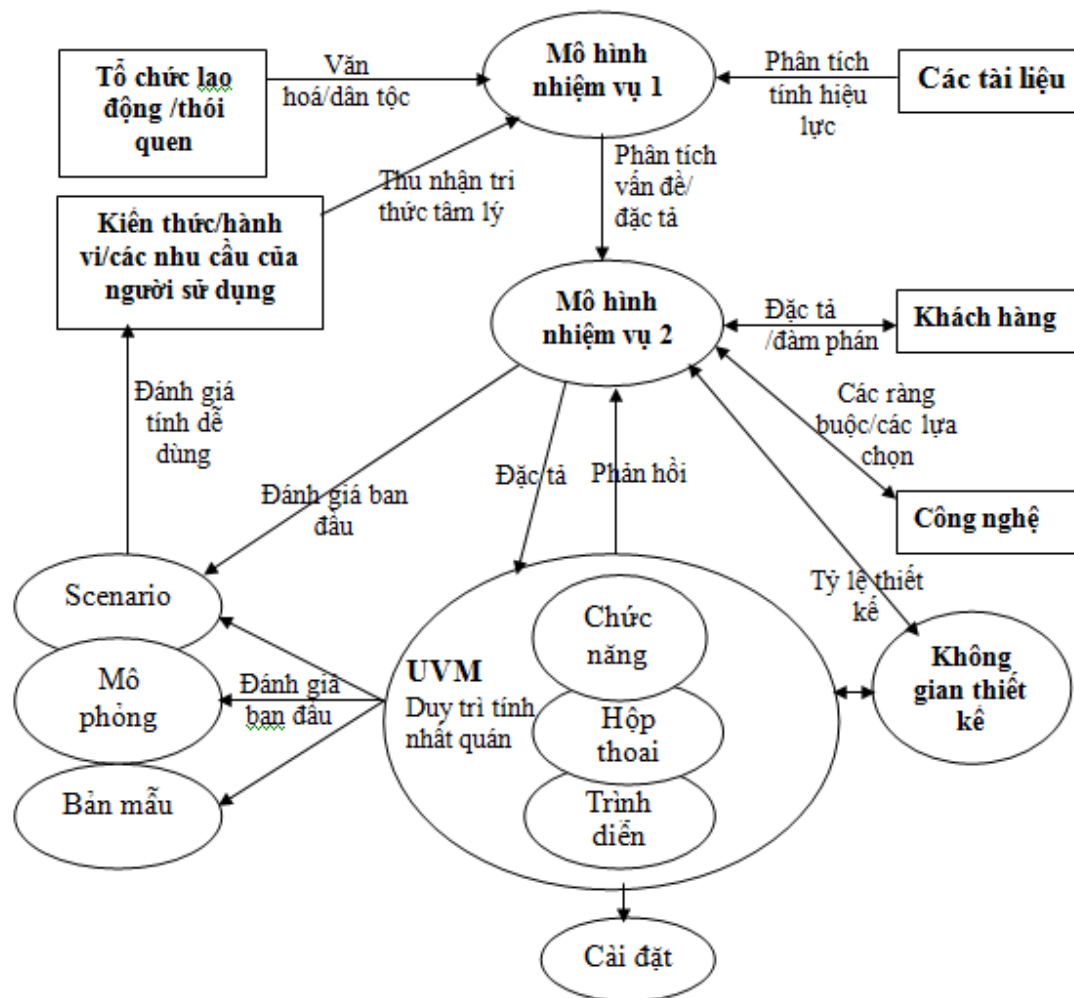 Tổ chức lao
động /thói
quen
Văn
hoá/dân tộc
Mô hình
nhiệm vụ 1
Phân tích
tính hiệu
lực
Các tài liệu
Thu nhận tri
thức tâm lý
Phân tích
vấn đề/
đặc tả
Kiến thức/hành
vi/các nhu cầu của
người sử dụng
Mô hình
nhiệm vụ 2
Đặc tả
/đàm phán
Khách hàng
Đánh giá
tính dễ
dùng
Các ràng
buộc/các lựa
chọn
Đánh giá ban
đầu
Đặc tả
Phản hồi
Công nghệ
Tỷ lệ thiết
kế
Scenario
Mô
phỏng
Bản mẫu
Đánh giá
ban đầu
UVM
Duy trì tính
nhất quán
Chức
năng
Hộp
thoai
Trình
diễn
Không
gian thiết
kế
Cài đặt